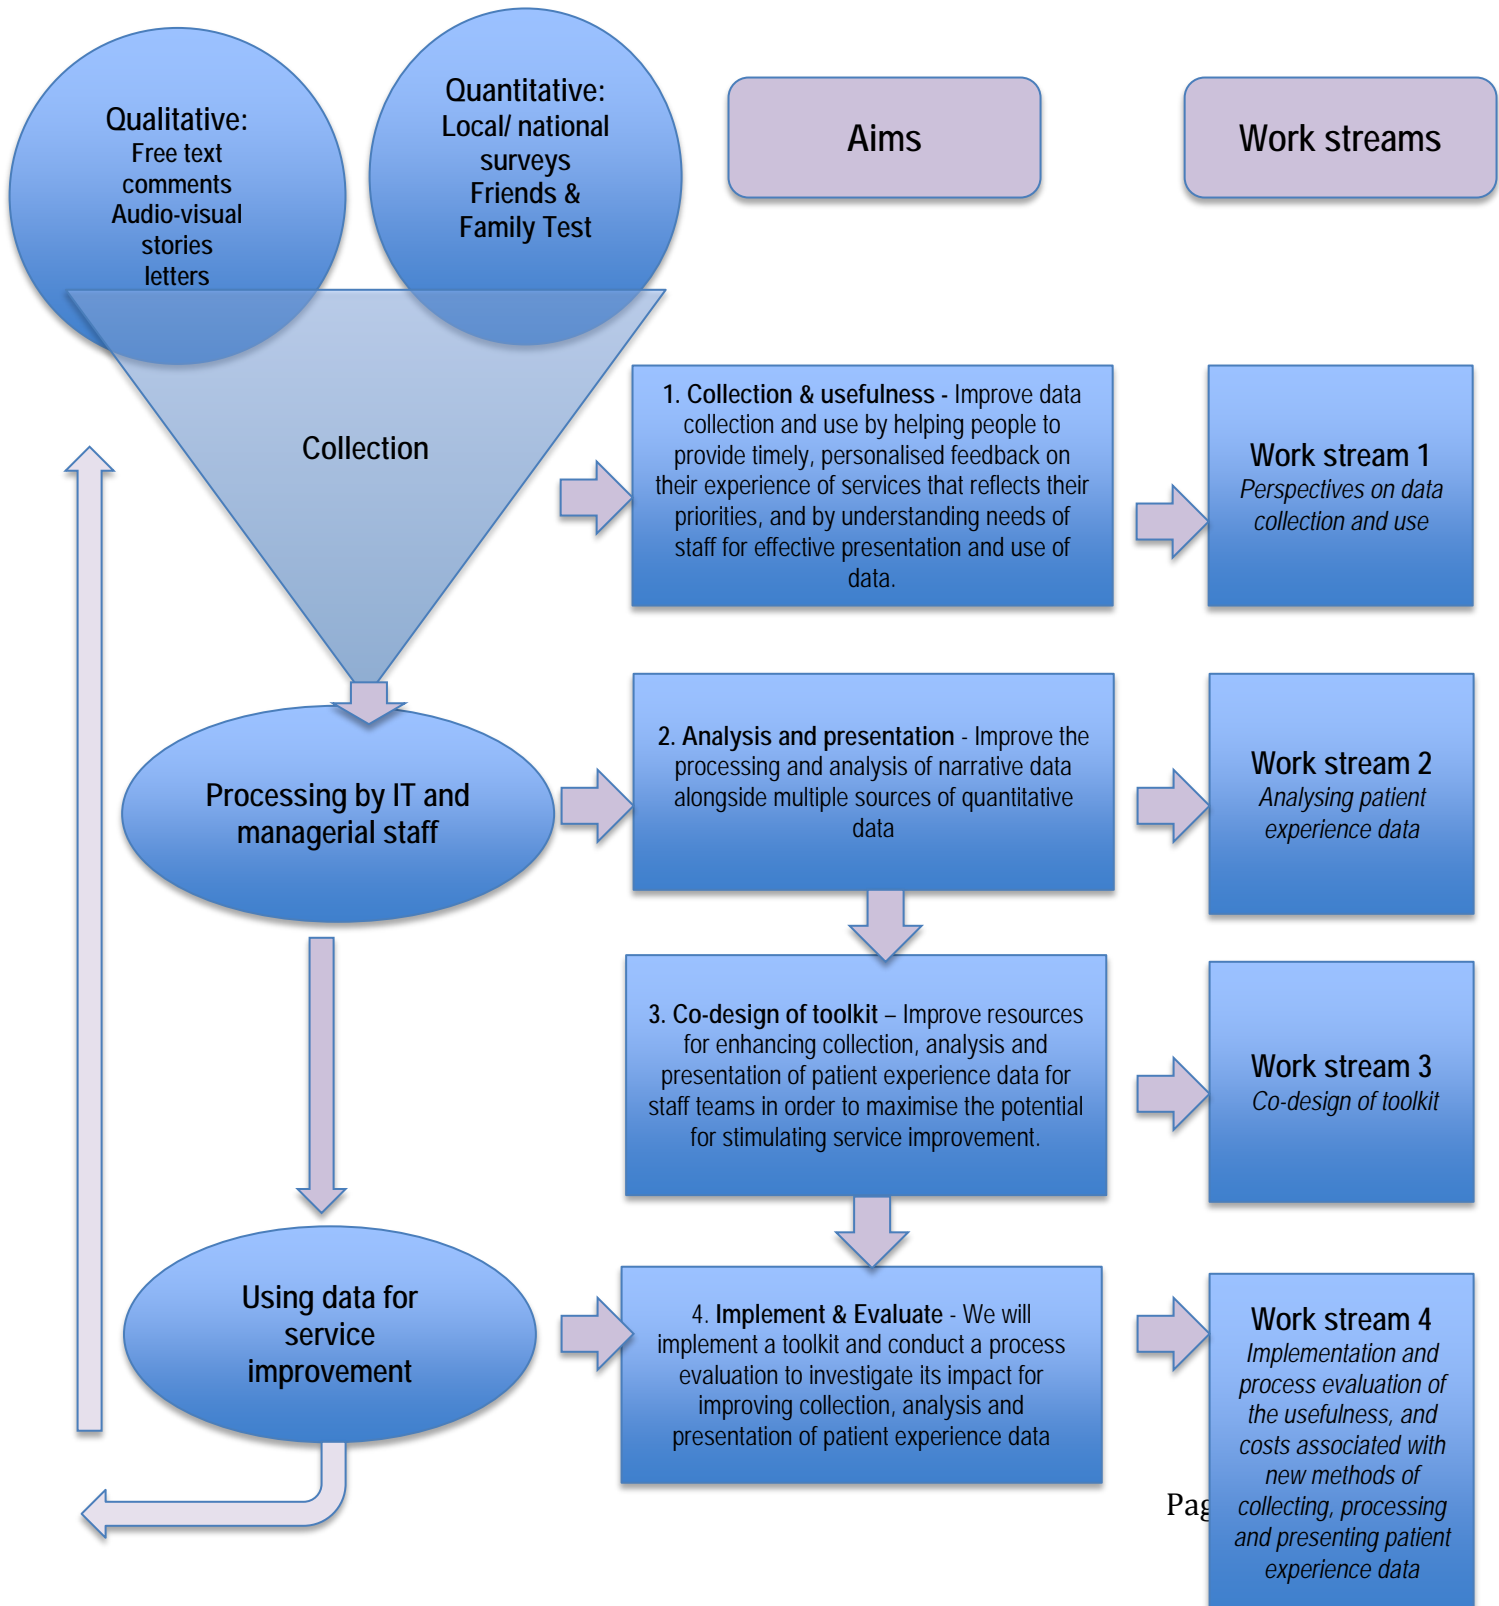 Qualitative:
Free text
comments
Audio-visual
stories
letters
Quantitative:
Local/ national
surveys
Friends &
Family Test
Aims
Work streams
Collection
1. Collection & usefulness - Improve data
collection and use by helping people to
provide timely, personalised feedback on
their experience of services that reflects their
priorities, and by understanding needs of
staff for effective presentation and use of
data.
Work stream 1
Perspectives on data
collection and use
Processing by IT and
managerial staff
2. Analysis and presentation - Improve the
processing and analysis of narrative data
alongside multiple sources of quantitative
data
Work stream 2
Analysing patient
experience data
3. Co-design of toolkit – Improve resources
for enhancing collection, analysis and
presentation of patient experience data for
staff teams in order to maximise the potential
for stimulating service improvement.
Work stream 3
Co-design of toolkit
Using data for
service
improvement
4. Implement & Evaluate - We will
implement a toolkit and conduct a process
evaluation to investigate its impact for
improving collection, analysis and
presentation of patient experience data
Work stream 4
Implementation and
process evaluation of
the usefulness, and
costs associated with
new methods of
collecting, processing
and presenting patient
experience data